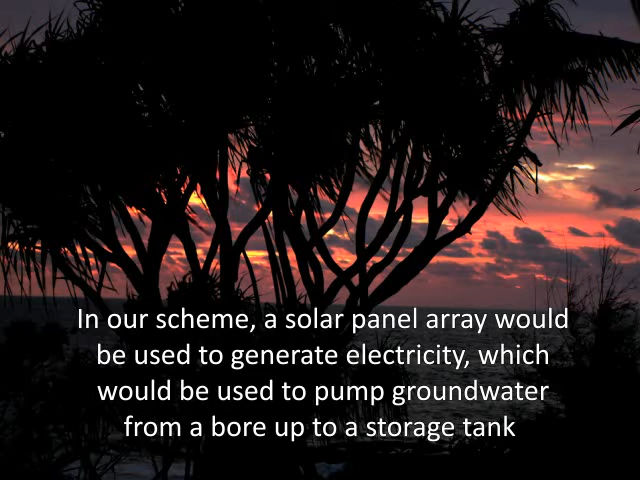 In our scheme, a solar panel array would
be used to generate electricity, which
would be used to pump groundwater
from a bore up to a storage tank